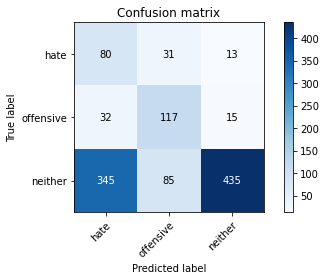 Confusion matrix
hate 80 31 13
offensive 32 117 15
neither 345 85 435
hate offensive neither
True label
Predicted label
400
350
300
250
200
150
100
50